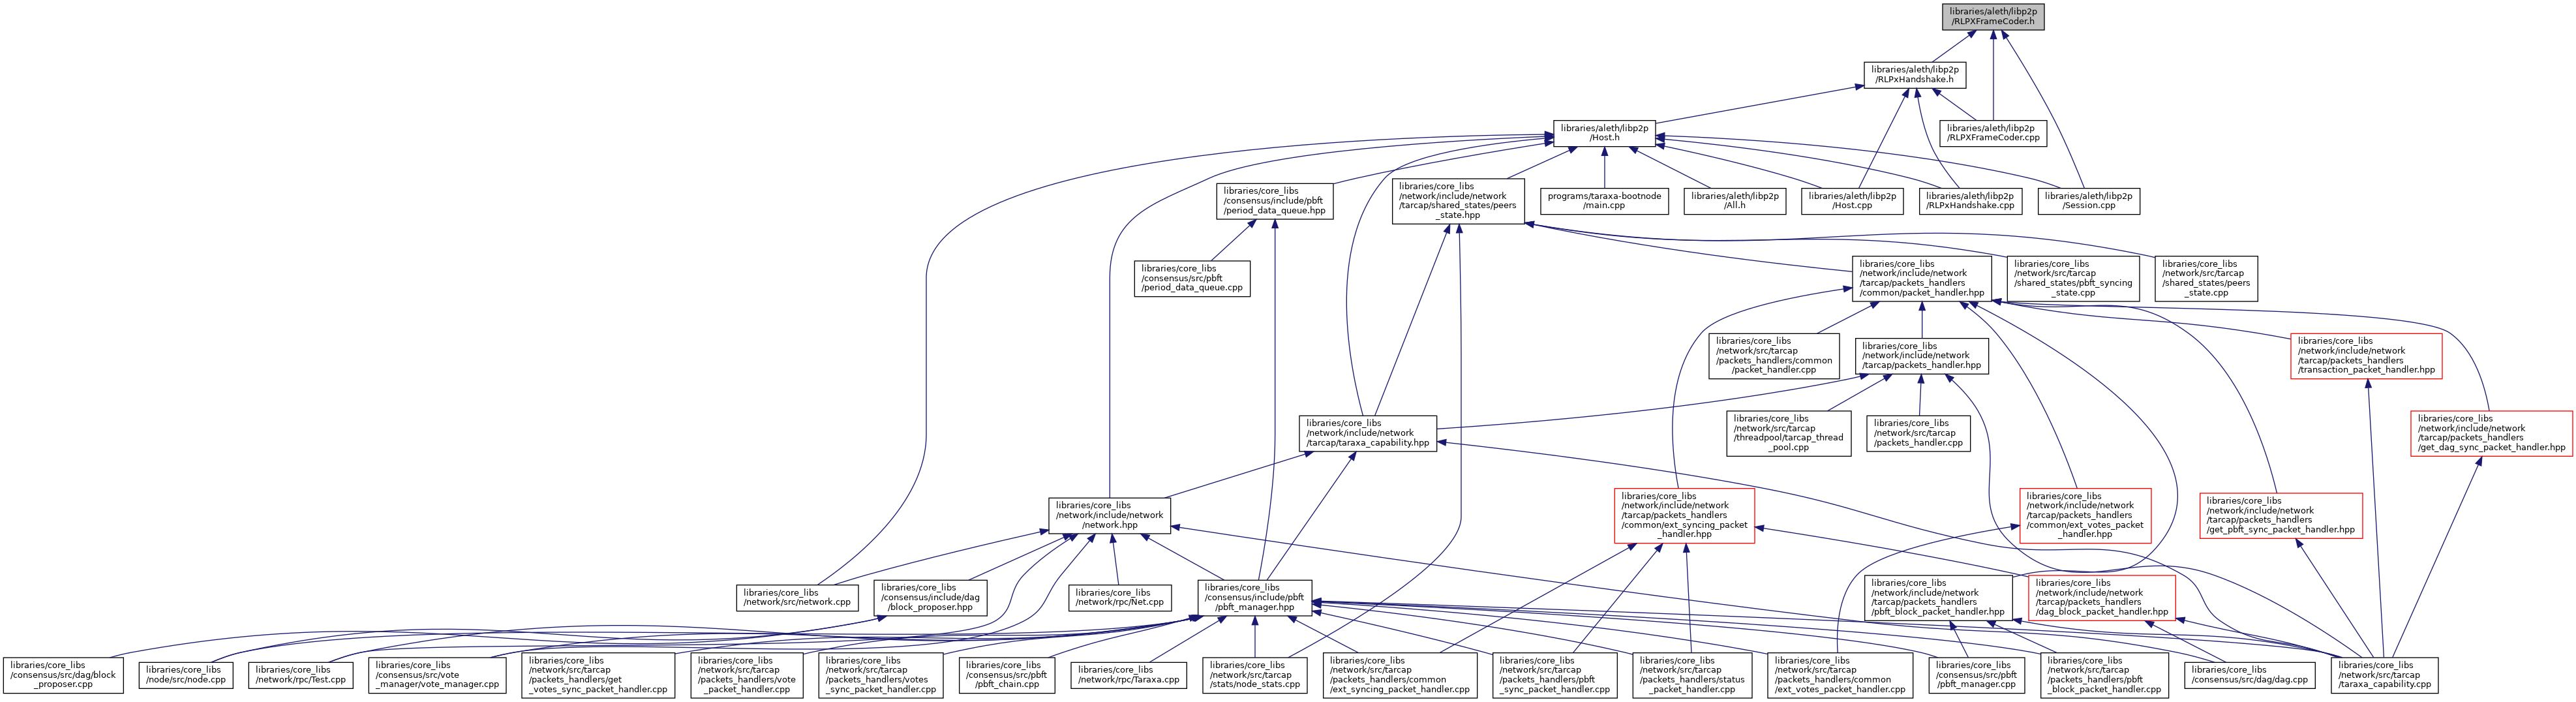 libraries/aleth/libp2p
/RLPXFrameCoder.h
libraries/aleth/libp2p
/RLPxHandshake.h
libraries/aleth/libp2p
/Host.h
libraries/aleth/libp2p
/RLPXFrameCoder.cpp
libraries/core_libs
/consensus/include/pbft
/period_data_queue.hpp
libraries/core_libs
/network/include/network
/tarcap/shared_states/peers
_state.hpp
programs/taraxa-bootnode
/main.cpp
libraries/aleth/libp2p
/All.h
libraries/aleth/libp2p
/Host.cpp
libraries/aleth/libp2p
/RLPxHandshake.cpp
libraries/aleth/libp2p
/Session.cpp
libraries/core_libs
/consensus/src/pbft
/period_data_queue.cpp
libraries/core_libs
/network/include/network
/tarcap/packets_handlers
/common/packet_handler.hpp
libraries/core_libs
/network/src/tarcap
/shared_states/pbft_syncing
_state.cpp
libraries/core_libs
/network/src/tarcap
/shared_states/peers
_state.cpp
libraries/core_libs
/network/src/tarcap
/packets_handlers/common
/packet_handler.cpp
libraries/core_libs
/network/include/network
/tarcap/packets_handler.hpp
libraries/core_libs
/network/include/network
/tarcap/packets_handlers
/transaction_packet_handler.hpp
libraries/core_libs
/network/include/network
/tarcap/taraxa_capability.hpp
libraries/core_libs
/network/src/tarcap
/threadpool/tarcap_thread
_pool.cpp
libraries/core_libs
/network/src/tarcap
/packets_handler.cpp
libraries/core_libs
/network/include/network
/tarcap/packets_handlers
/get_dag_sync_packet_handler.hpp
libraries/core_libs
/network/include/network
/network.hpp
libraries/core_libs
/network/include/network
/tarcap/packets_handlers
/common/ext_syncing_packet
_handler.hpp
libraries/core_libs
/network/include/network
/tarcap/packets_handlers
/common/ext_votes_packet
_handler.hpp
libraries/core_libs
/network/include/network
/tarcap/packets_handlers
/get_pbft_sync_packet_handler.hpp
libraries/core_libs
/network/src/network.cpp
libraries/core_libs
/consensus/include/dag
/block_proposer.hpp
libraries/core_libs
/network/rpc/Net.cpp
libraries/core_libs
/consensus/include/pbft
/pbft_manager.hpp
libraries/core_libs
/network/include/network
/tarcap/packets_handlers
/pbft_block_packet_handler.hpp
libraries/core_libs
/network/include/network
/tarcap/packets_handlers
/dag_block_packet_handler.hpp
libraries/core_libs
/consensus/src/dag/block
_proposer.cpp
libraries/core_libs
/node/src/node.cpp
libraries/core_libs
/network/rpc/Test.cpp
libraries/core_libs
/consensus/src/vote
_manager/vote_manager.cpp
libraries/core_libs
/network/src/tarcap
/packets_handlers/get
_votes_sync_packet_handler.cpp
libraries/core_libs
/network/src/tarcap
/packets_handlers/vote
_packet_handler.cpp
libraries/core_libs
/network/src/tarcap
/packets_handlers/votes
_sync_packet_handler.cpp
libraries/core_libs
/consensus/src/pbft
/pbft_chain.cpp
libraries/core_libs
/network/rpc/Taraxa.cpp
libraries/core_libs
/network/src/tarcap
/stats/node_stats.cpp
libraries/core_libs
/network/src/tarcap
/packets_handlers/common
/ext_syncing_packet_handler.cpp
libraries/core_libs
/network/src/tarcap
/packets_handlers/pbft
_sync_packet_handler.cpp
libraries/core_libs
/network/src/tarcap
/packets_handlers/status
_packet_handler.cpp
libraries/core_libs
/network/src/tarcap
/packets_handlers/common
/ext_votes_packet_handler.cpp
libraries/core_libs
/consensus/src/pbft
/pbft_manager.cpp
libraries/core_libs
/network/src/tarcap
/packets_handlers/pbft
_block_packet_handler.cpp
libraries/core_libs
/consensus/src/dag/dag.cpp
libraries/core_libs
/network/src/tarcap
/taraxa_capability.cpp